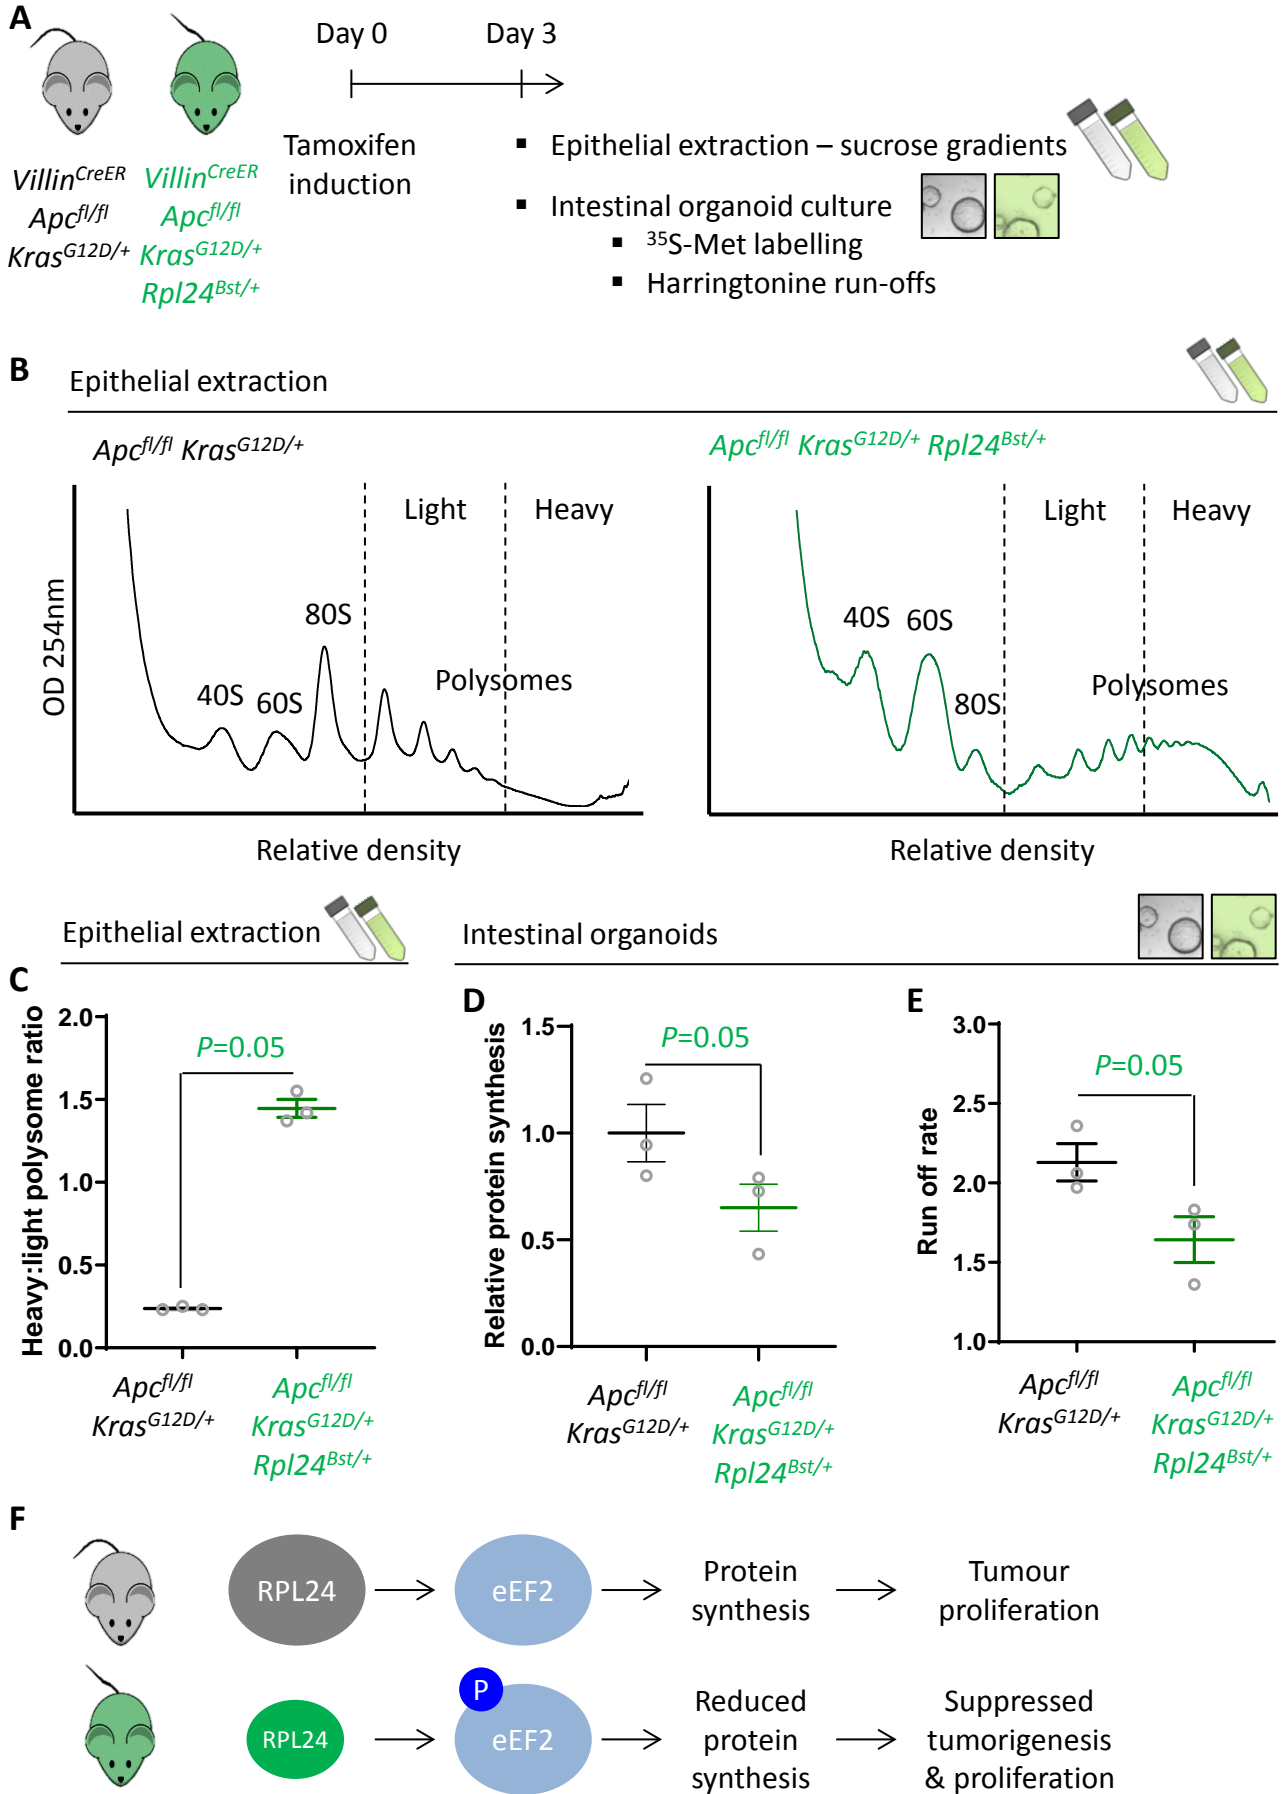 A
Day 0
Day 3
Tamoxifen
induction
Villin^CreER
Apc^fl/fl
Kras^G12D/+
Villin^CreER
Apc^fl/fl
Kras^G12D/+
Rpl24^Bst/+
▪ Epithelial extraction – sucrose gradients
▪ Intestinal organoid culture
▪ ³⁵S-Met labelling
▪ Harringtonine run-offs
B
Epithelial extraction
Apc^fl/fl Kras^G12D/+
OD 254nm
40S
60S
80S
Light
Heavy
Polysomes
Relative density
Apc^fl/fl Kras^G12D/+ Rpl24^Bst/+
40S
60S
80S
Light
Heavy
Polysomes
Relative density
Epithelial extraction
Intestinal organoids
C
Heavy:light polysome ratio
2.0
1.5
1.0
0.5
0.0
P=0.05
Apc^fl/fl
Kras^G12D/+
Apc^fl/fl
Kras^G12D/+
Rpl24^Bst/+
D
Relative protein synthesis
1.5
1.0
0.5
0.0
P=0.05
Apc^fl/fl
Kras^G12D/+
Apc^fl/fl
Kras^G12D/+
Rpl24^Bst/+
E
Run off rate
3.0
2.5
2.0
1.5
1.0
P=0.05
Apc^fl/fl
Kras^G12D/+
Apc^fl/fl
Kras^G12D/+
Rpl24^Bst/+
F
RPL24
eEF2
Protein
synthesis
Tumour
proliferation
RPL24
P
eEF2
Reduced
protein
synthesis
Suppressed
tumorigenesis
& proliferation